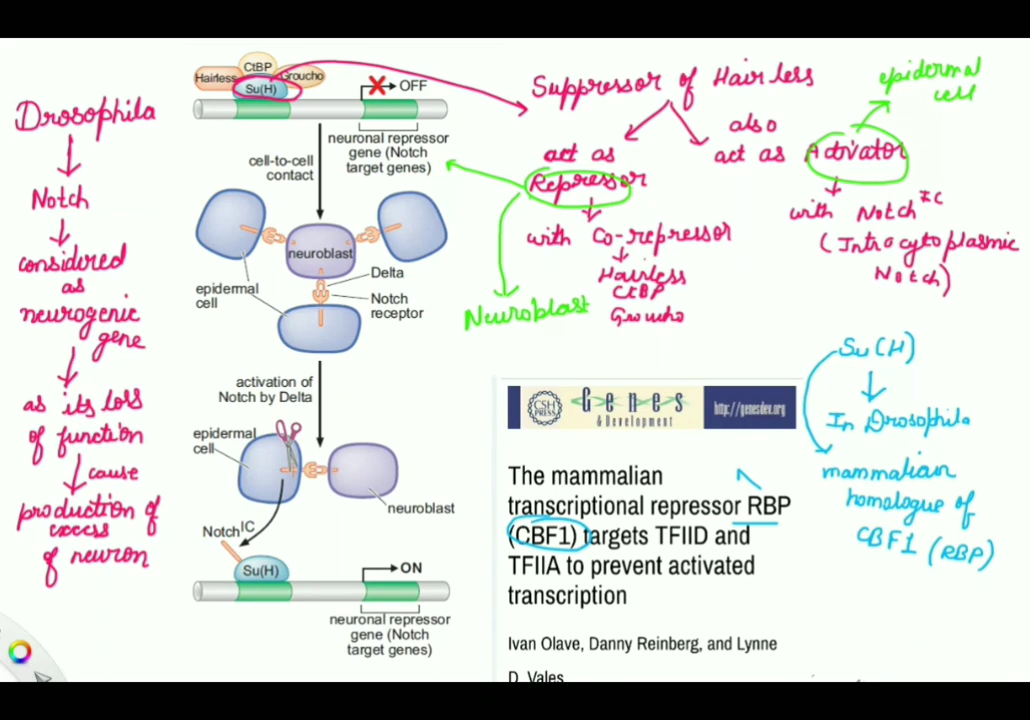 Drosophila
Notch
considered
as
neurogenic
gene
as its loss
of function
cause
production of
excess
of neuron
CtBP
Hairless
Groucho
Su(H)
OFF
neuronal repressor
gene (Notch
target genes)
cell-to-cell
contact
neuroblast
Delta
epidermal
cell
Notch
receptor
activation of
Notch by Delta
epidermal
cell
neuroblast
Notch^IC
Su(H)
ON
neuronal repressor
gene (Notch
target genes)
Suppressor of Hairless
epidermal
cell
act as
Repressor
also
act as Activator
with Co-repressor
Hairless
CtBP
Groucho
Neuroblast
with Notch^IC
(Intracytoplasmic
Notch)
Su(H)
In Drosophila
mammalian
homologue of
CBF1 (RBP)
CSH
PRESS
Genes
& Development
http://genesdev.org
The mammalian
transcriptional repressor RBP
(CBF1) targets TFIID and
TFIIA to prevent activated
transcription
Ivan Olave, Danny Reinberg, and Lynne
D. Vales